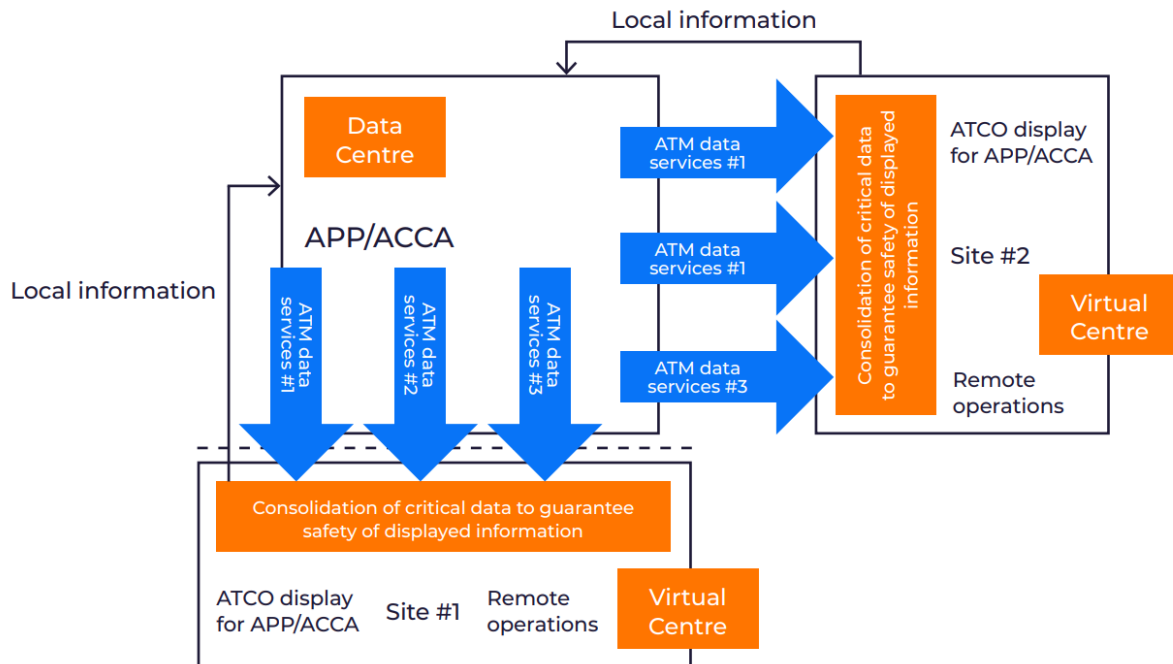 Local information
Data
Centre
APP/ACCA
Local information
ATM data
services #1
ATM data
services #1
ATM data
services #3
ATM data
services #1
ATM data
services #2
ATM data
services #3
Consolidation of critical data
to guarantee safety of displayed
information
ATCO display
for APP/ACCA
Site #2
Virtual
Centre
Remote
operations
Consolidation of critical data to guarantee
safety of displayed information
ATCO display
for APP/ACCA
Site #1
Remote
operations
Virtual
Centre